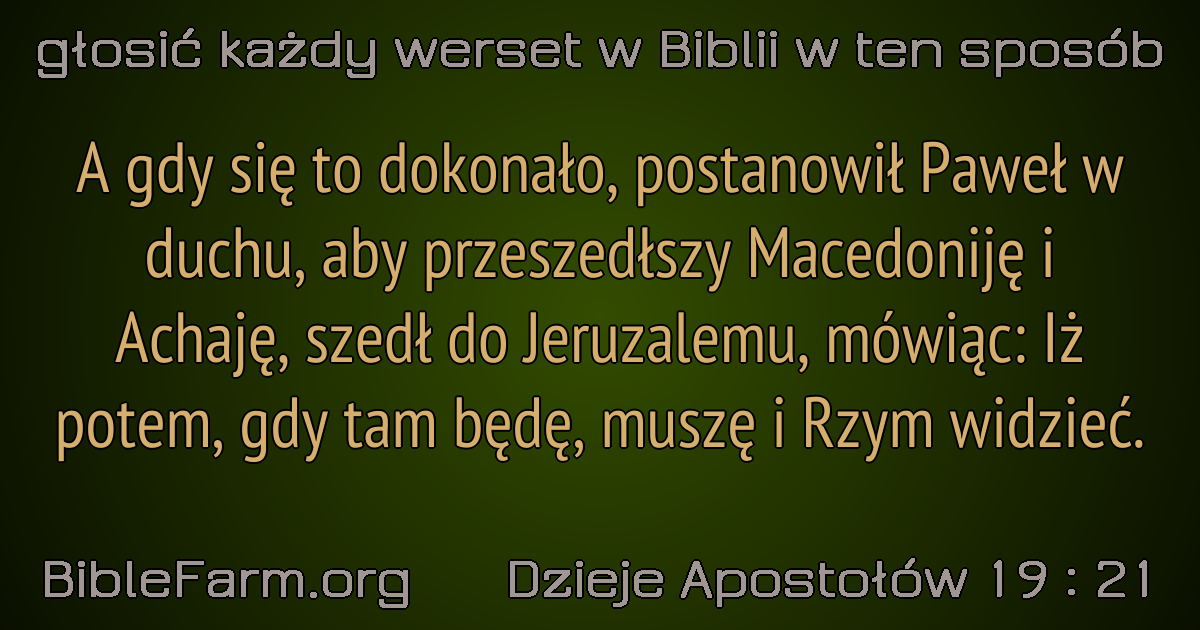 głosić każdy werset w Biblii w ten sposób
A gdy się to dokonało, postanowił Paweł w
duchu, aby przeszedłszy Macedoniję i
Achaję, szedł do Jeruzalemu, mówiąc: Iż
potem, gdy tam będę, muszę i Rzym widzieć.
BibleFarm.org Dzieje Apostołów 19 : 21